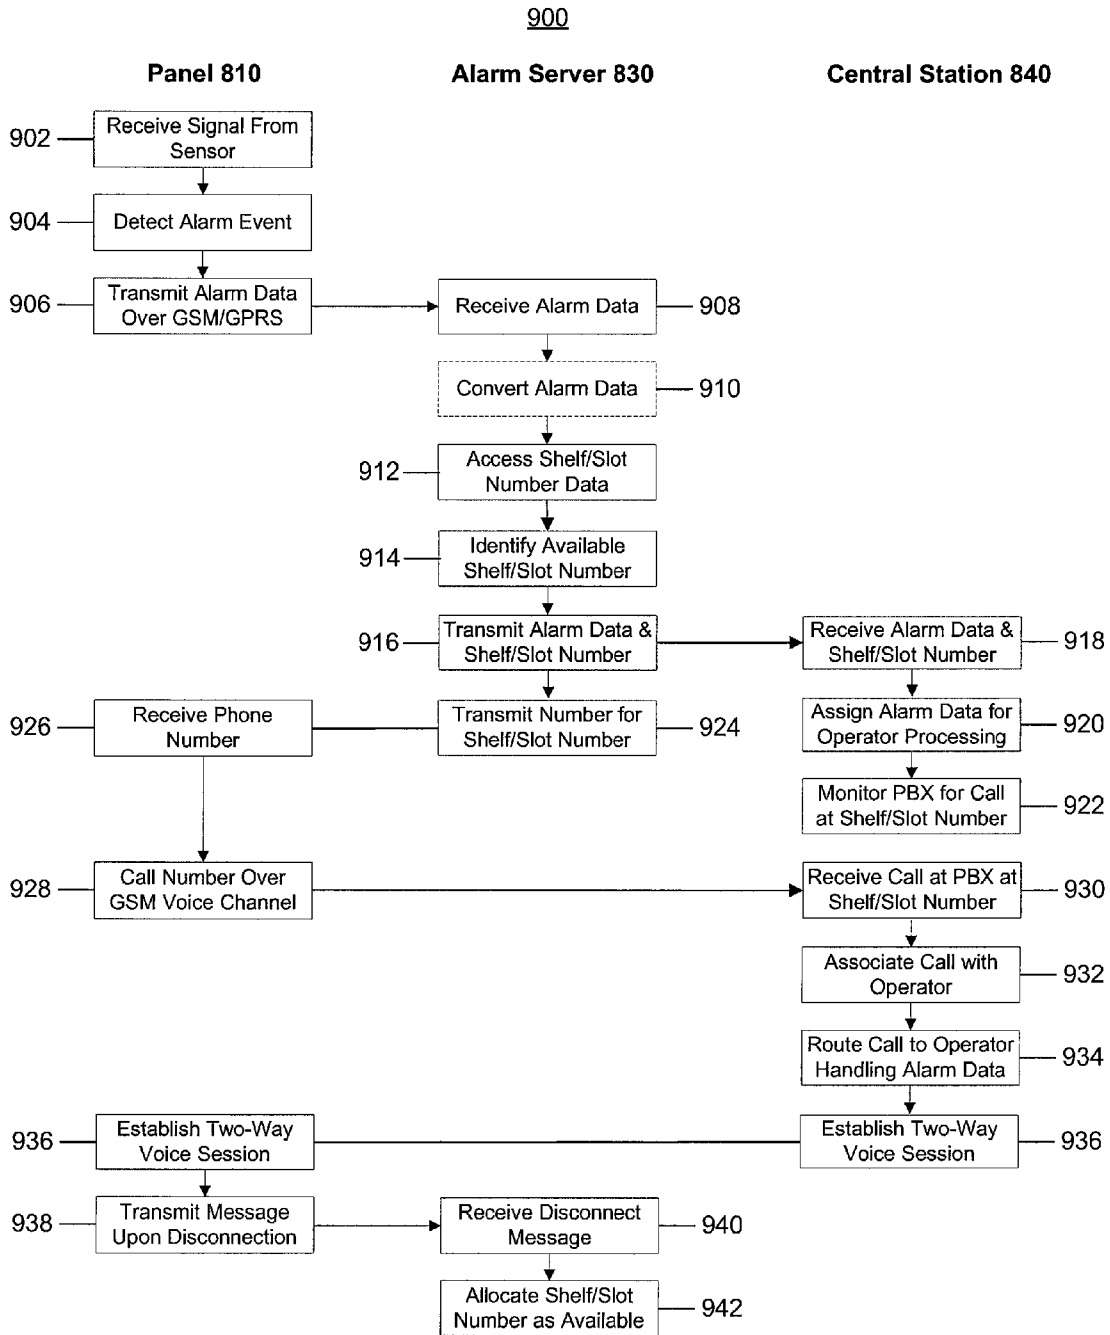 900
Panel 810
Alarm Server 830
Central Station 840
902
Receive Signal From
Sensor
904
Detect Alarm Event
906
Transmit Alarm Data
Over GSM/GPRS
Receive Alarm Data
908
Convert Alarm Data
910
912
Access Shelf/Slot
Number Data
914
Identify Available
Shelf/Slot Number
916
Transmit Alarm Data &
Shelf/Slot Number
Receive Alarm Data &
Shelf/Slot Number
918
926
Receive Phone
Number
Transmit Number for
Shelf/Slot Number
924
Assign Alarm Data for
Operator Processing
920
Monitor PBX for Call
at Shelf/Slot Number
922
928
Call Number Over
GSM Voice Channel
Receive Call at PBX at
Shelf/Slot Number
930
Associate Call with
Operator
932
Route Call to Operator
Handling Alarm Data
934
936
Establish Two-Way
Voice Session
Establish Two-Way
Voice Session
936
938
Transmit Message
Upon Disconnection
Receive Disconnect
Message
940
Allocate Shelf/Slot
Number as Available
942